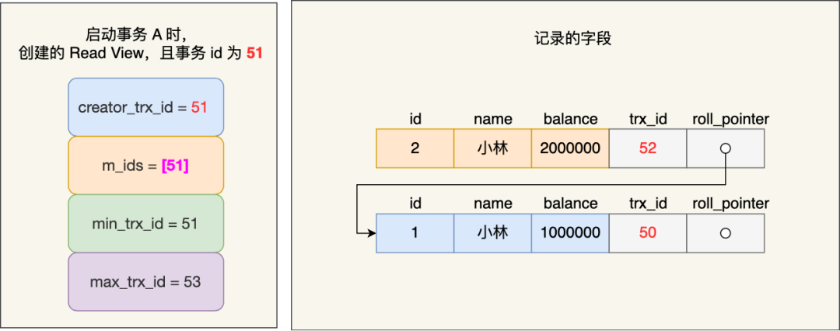 启动事务 A 时，
创建的 Read View，且事务 id 为 51
creator_trx_id = 51
m_ids = [51]
min_trx_id = 51
max_trx_id = 53
记录的字段
id name balance trx_id roll_pointer
2 小林 2000000 52
id name balance trx_id roll_pointer
1 小林 1000000 50